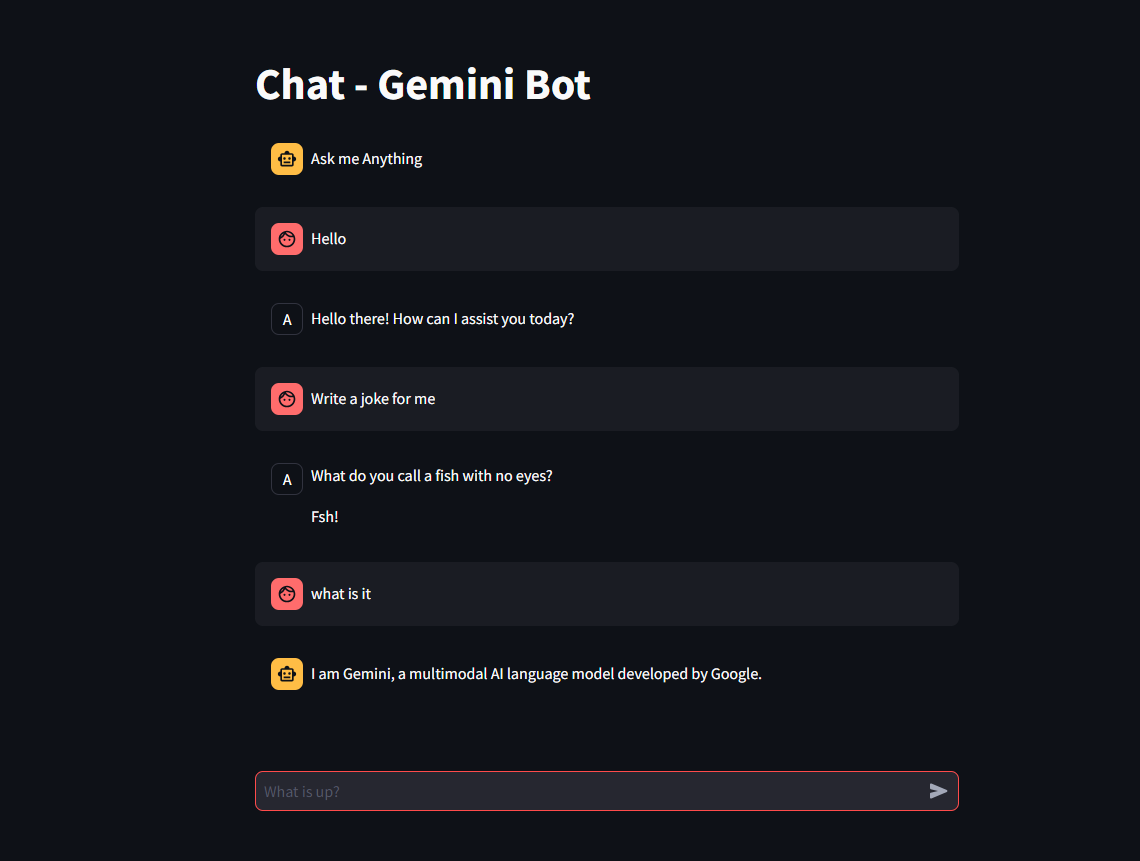 Chat - Gemini Bot
Ask me Anything
Hello
A
Hello there! How can I assist you today?
Write a joke for me
A
What do you call a fish with no eyes?
Fsh!
what is it
I am Gemini, a multimodal AI language model developed by Google.
What is up?